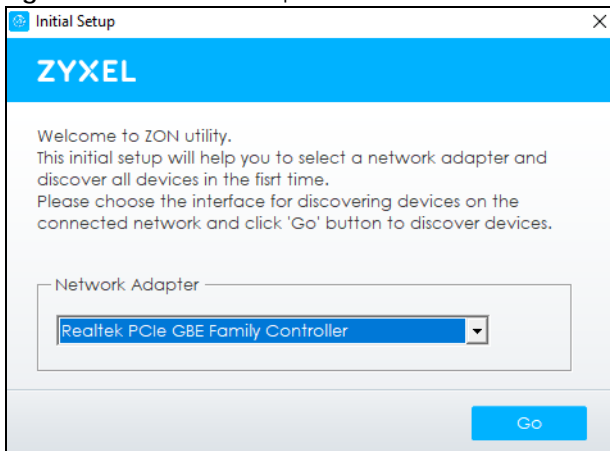 Initial Setup
ZYXEL
Welcome to ZON utility.
This initial setup will help you to select a network adapter and
discover all devices in the fisrt time.
Please choose the interface for discovering devices on the
connected network and click 'Go' button to discover devices.
Network Adapter
Realtek PCIe GBE Family Controller
Go